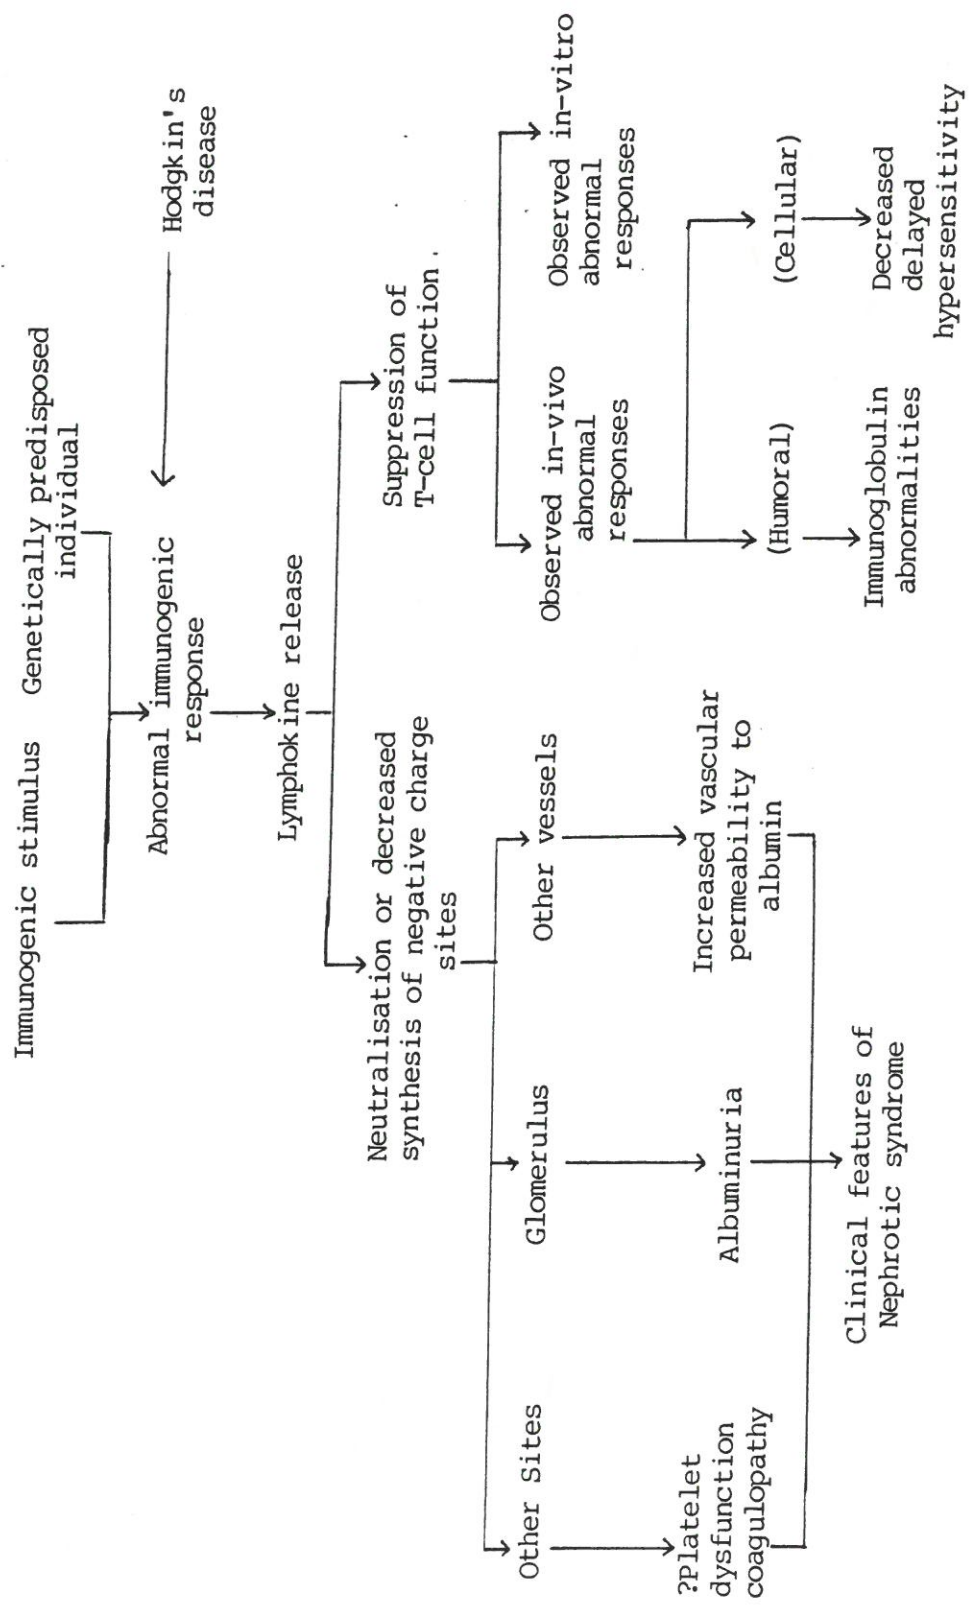 Immunogenic stimulus
Genetically predisposed
individual
Abnormal immunogenic
response
Hodgkin's
disease
Lymphokine release
Neutralisation or decreased
synthesis of negative charge
sites
Suppression of
T-cell function.
Other Sites
Glomerulus
Other vessels
Observed in-vivo
abnormal
responses
Observed in-vitro
abnormal
responses
?Platelet
dysfunction
coagulopathy
Albuminuria
Increased vascular
permeability to
albumin
(Humoral)
(Cellular)
Clinical features of
Nephrotic syndrome
Immunoglobulin
abnormalities
Decreased
delayed
hypersensitivity